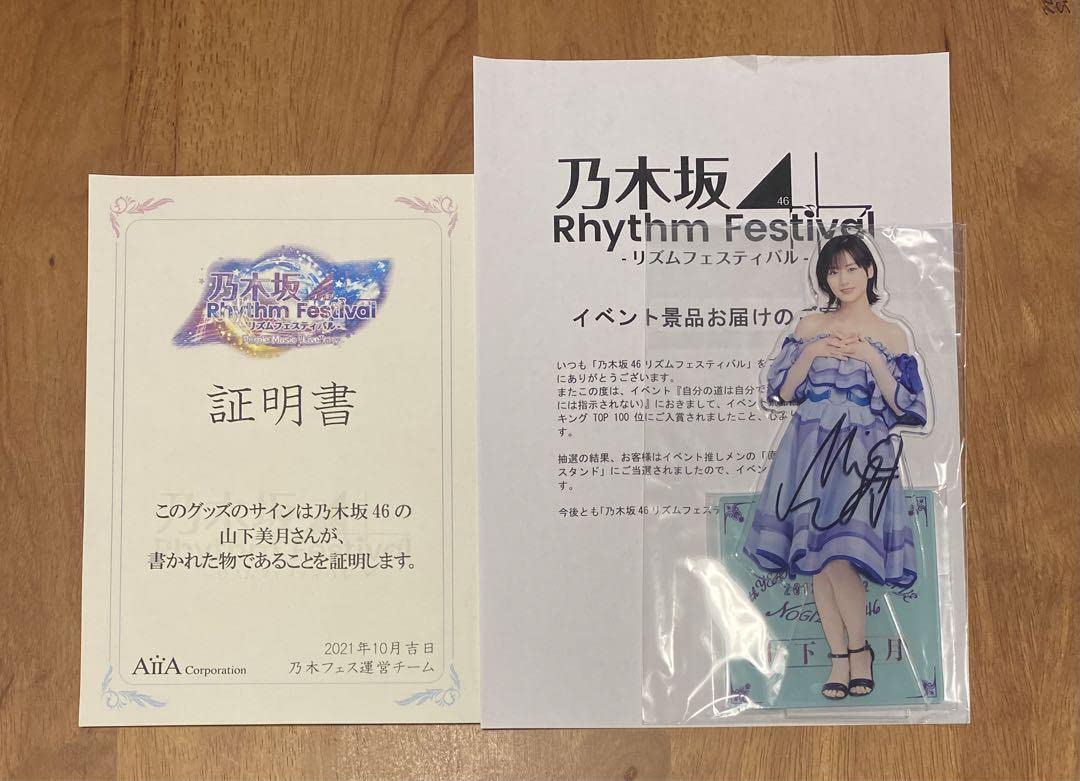 乃木坂46
Rhythm Festival
-リズムフェスティバル-
証明書
このグッズのサインは乃木坂46の
山下美月さんが、
書かれた物であることを証明します。
2021年10月吉日
乃木フェス運営チーム
AiiA Corporation
乃木坂46
Rhythm Festival
-リズムフェスティバル-
イベント景品お届けのご
いつも「乃木坂46リズムフェスティバル」を
にありがとうございます。
またこの度は、イベント『自分の道は自分で
には指示されない)』におきまして、イベント
キング TOP 100 位にご入賞されましたこと、心より
す。
抽選の結果、お客様はイベント推しメンの「直
スタンド」にご当選されましたので、イベン
す。
今後とも「乃木坂46リズムフェステ
下 月